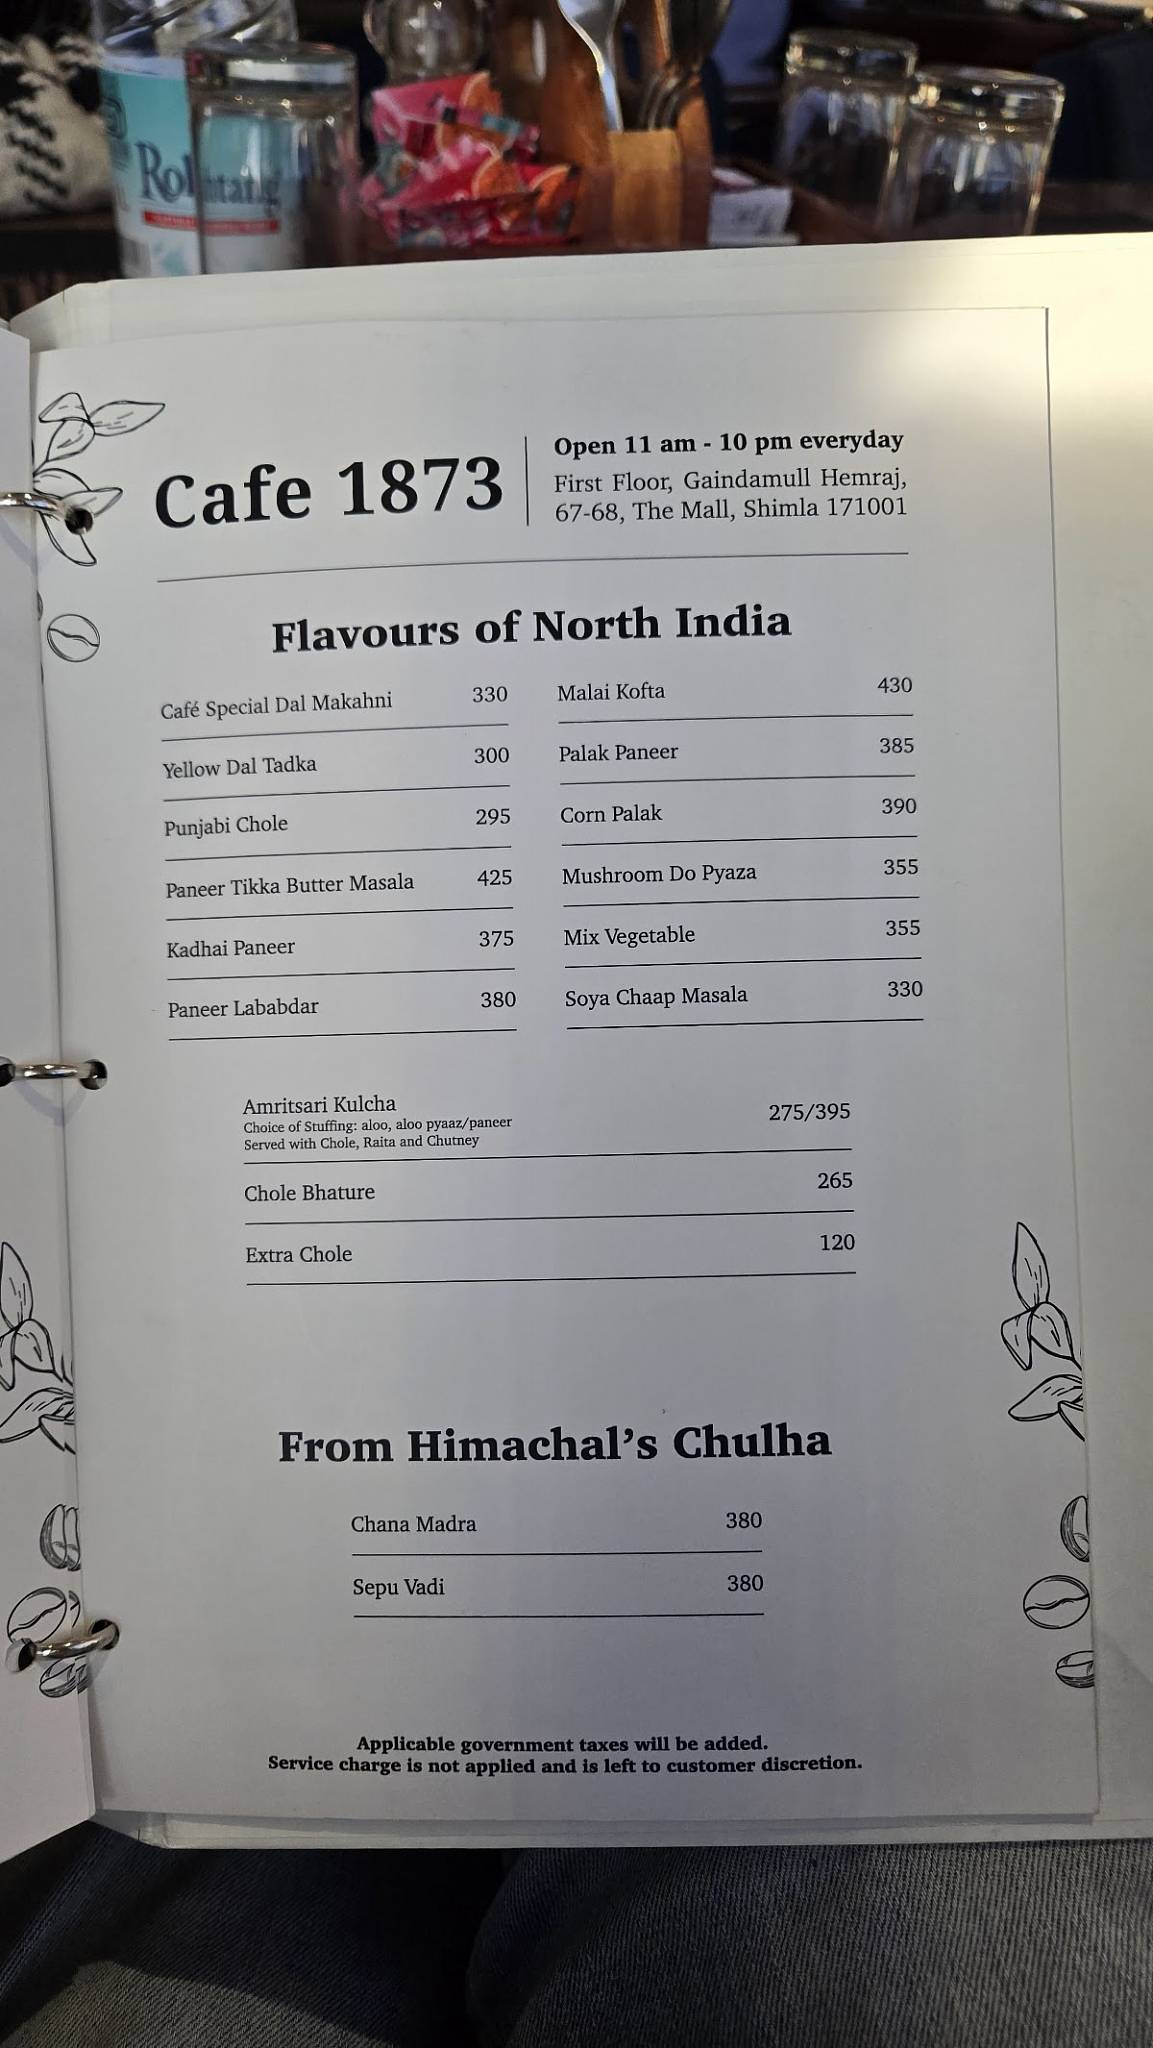 Rohtang
Cafe 1873
Open 11 am - 10 pm everyday
First Floor, Gaindamull Hemraj,
67-68, The Mall, Shimla 171001
Flavours of North India
Café Special Dal Makahni 330
Yellow Dal Tadka 300
Punjabi Chole 295
Paneer Tikka Butter Masala 425
Kadhai Paneer 375
Paneer Lababdar 380
Malai Kofta 430
Palak Paneer 385
Corn Palak 390
Mushroom Do Pyaza 355
Mix Vegetable 355
Soya Chaap Masala 330
Amritsari Kulcha 275/395
Choice of Stuffing: aloo, aloo pyaaz/paneer
Served with Chole, Raita and Chutney
Chole Bhature 265
Extra Chole 120
From Himachal's Chulha
Chana Madra 380
Sepu Vadi 380
Applicable government taxes will be added.
Service charge is not applied and is left to customer discretion.